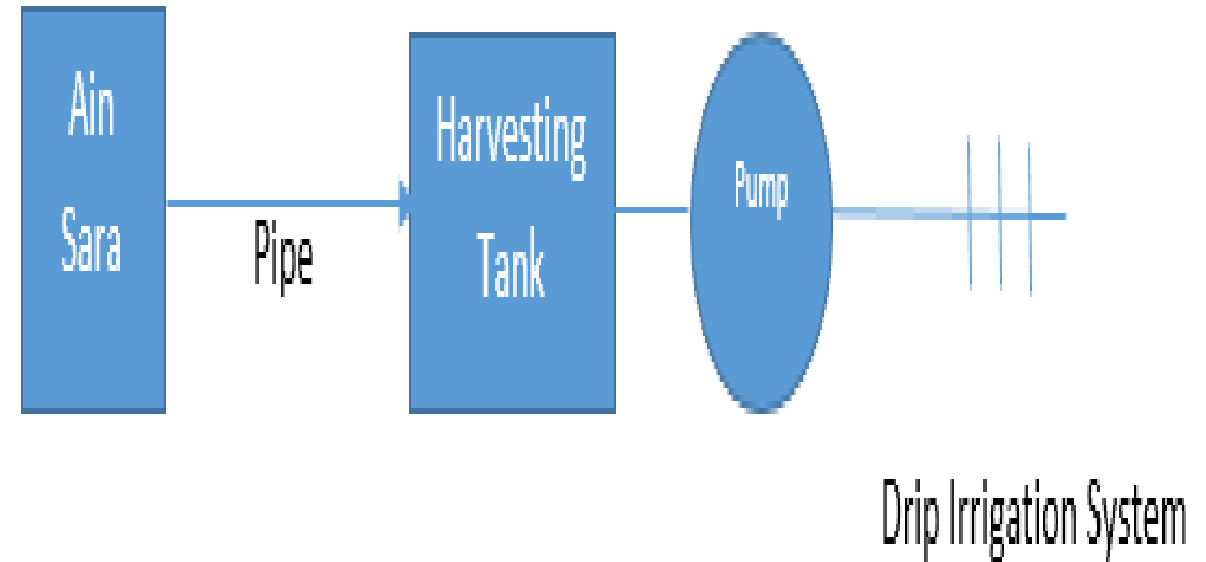 Ain
Sara
Pipe
Harvesting
Tank
Pump
Drip Irrigation System